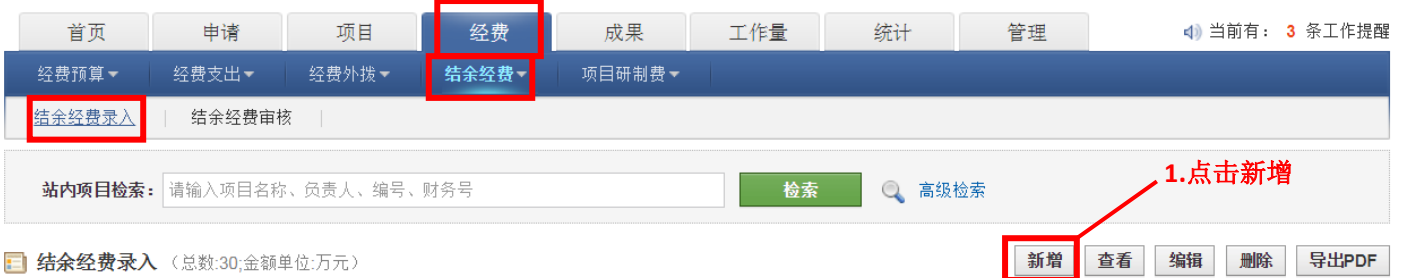 首页 申请 项目 经费 成果 工作量 统计 管理 当前有： 3 条工作提醒
经费预算 经费支出 经费外拨 结余经费 项目研制费
结余经费录入 结余经费审核
1.点击新增
站内项目检索： 请输入项目名称、负责人、编号、财务号 检索 高级检索
结余经费录入 （总数:30;金额单位:万元） 新增 查看 编辑 删除 导出PDF